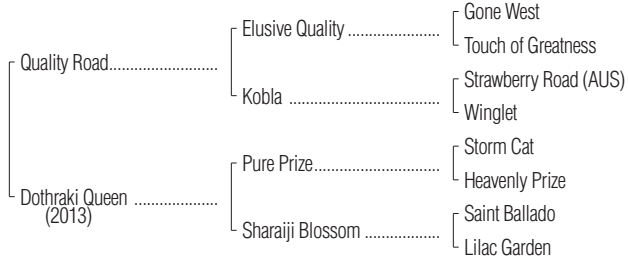 Gone West
Elusive Quality ........................
Touch of Greatness
Quality Road..........................
Strawberry Road (AUS)
Kobla ........................................
Winglet
Storm Cat
Pure Prize.................................
Heavenly Prize
Dothraki Queen ....................
(2013)
Saint Ballado
Sharaiji Blossom ....................
Lilac Garden